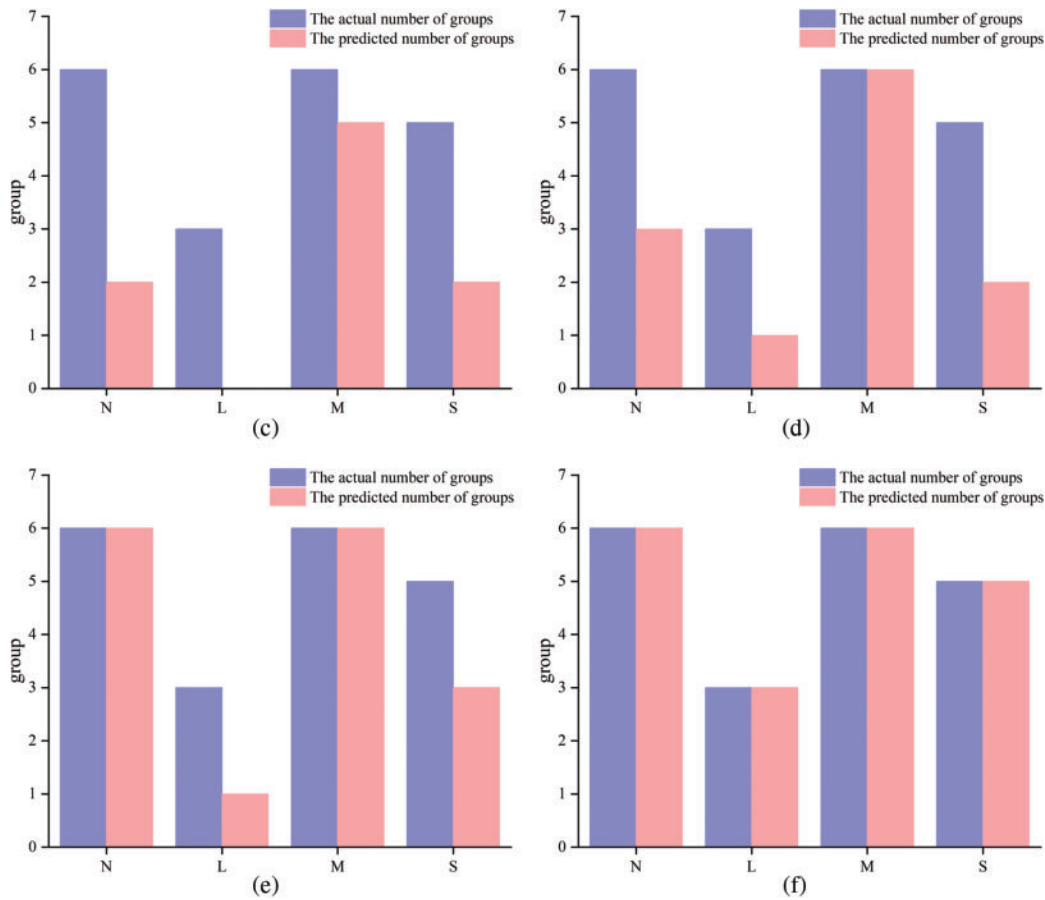 7
The actual number of groups
The predicted number of groups
6
5
4
3
2
1
0
group
N L M S
(c)
7
The actual number of groups
The predicted number of groups
6
5
4
3
2
1
0
group
N L M S
(d)
7
The actual number of groups
The predicted number of groups
6
5
4
3
2
1
0
group
N L M S
(e)
7
The actual number of groups
The predicted number of groups
6
5
4
3
2
1
0
group
N L M S
(f)